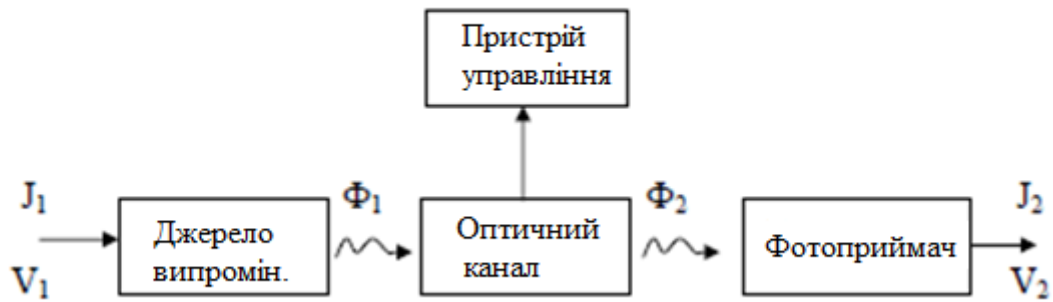 Пристрій
управління
J₁
Ф₁
Ф₂
J₂
Джерело
випромін.
Оптичний
канал
Фотоприймач
V₁
V₂